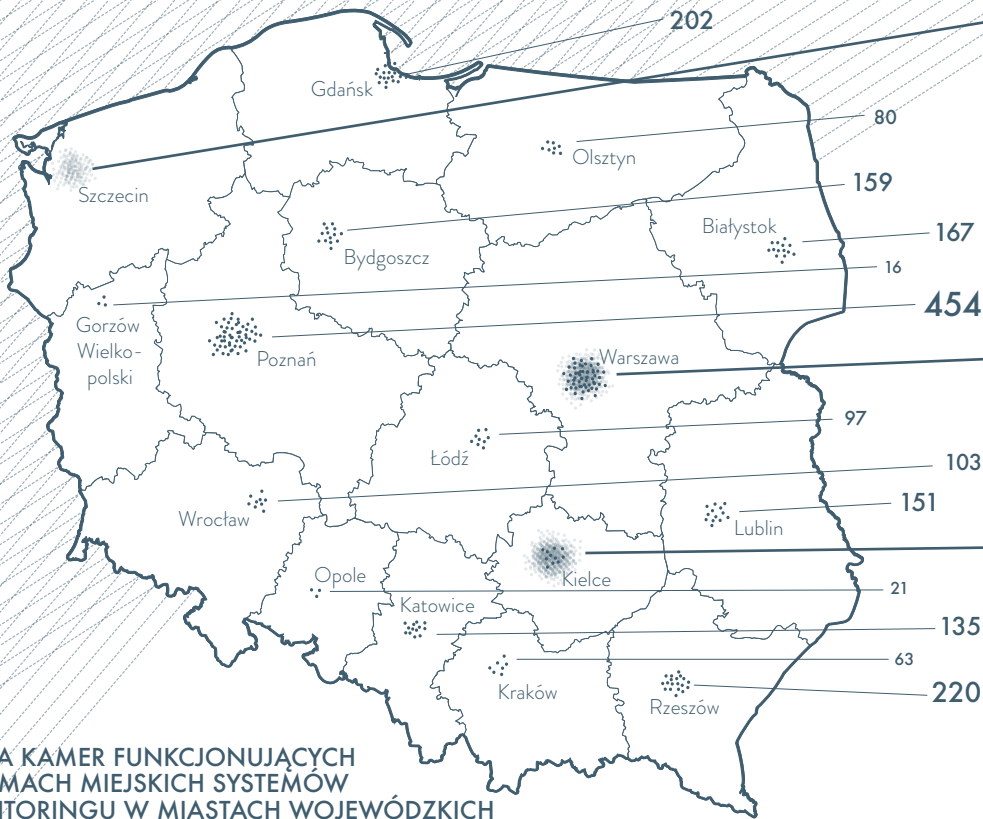 202
Gdańsk
80
Olsztyn
Szczecin
159
Białystok
167
Bydgoszcz
16
Gorzów
Wielko-
polski
454
Poznań
Warszawa
97
Łódź
103
151
Wrocław
Lublin
Kielce
Opole
21
Katowice
135
63
Kraków
220
Rzeszów
A KAMER FUNKCJONUJĄCYCH
MACH MIEJSKICH SYSTEMÓW
ITORINGU W MIASTACH WOJEWÓDZKICH